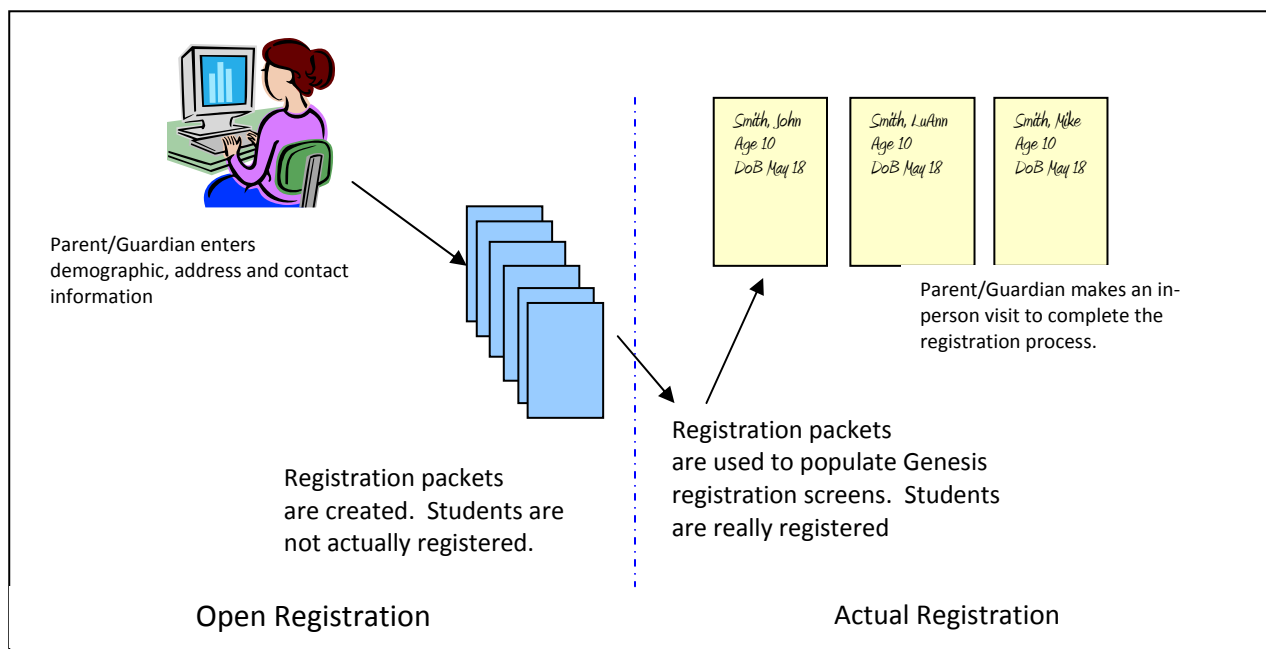 Parent/Guardian enters
demographic, address and contact
information
Registration packets
are created.  Students are
not actually registered.
Open Registration
Smith, John
Age 10
DoB May 18
Smith, LuAnn
Age 10
DoB May 18
Smith, Mike
Age 10
DoB May 18
Parent/Guardian makes an in-
person visit to complete the
registration process.
Registration packets
are used to populate Genesis
registration screens.  Students
are really registered
Actual Registration